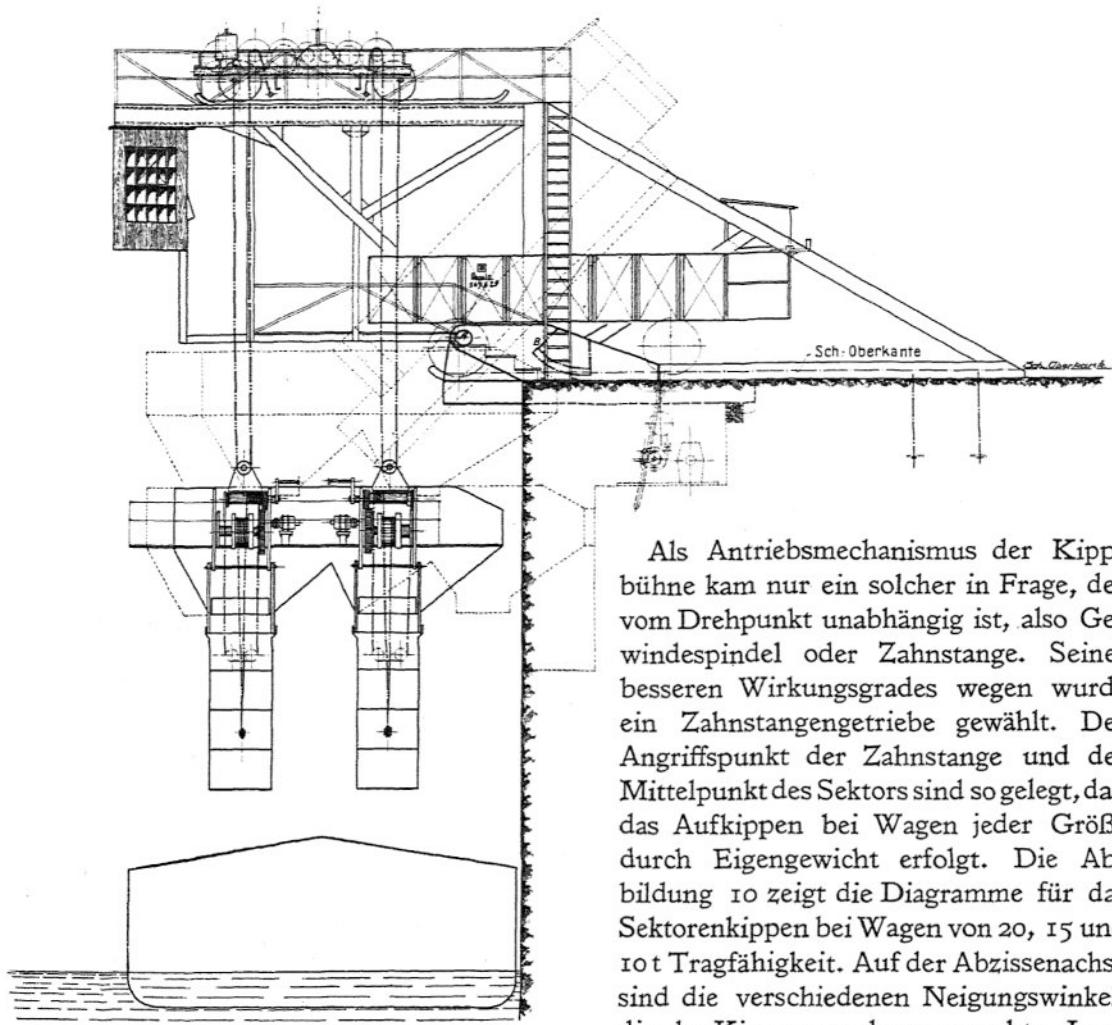 Sch.-Oberkante
Sch. Oberkante
B
Als Antriebsmechanismus der Kipp
bühne kam nur ein solcher in Frage, de
vom Drehpunkt unabhängig ist, also Ge
windespindel oder Zahnstange. Seine
besseren Wirkungsgrades wegen wurd
ein Zahnstangengetriebe gewählt. De
Angriffspunkt der Zahnstange und de
Mittelpunkt des Sektors sind so gelegt, da
das Aufkippen bei Wagen jeder Größ
durch Eigengewicht erfolgt. Die Ab
bildung 10 zeigt die Diagramme für da
Sektorenkippen bei Wagen von 20, 15 un
10 t Tragfähigkeit. Auf der Abzissenachs
sind die verschiedenen Neigungswinke